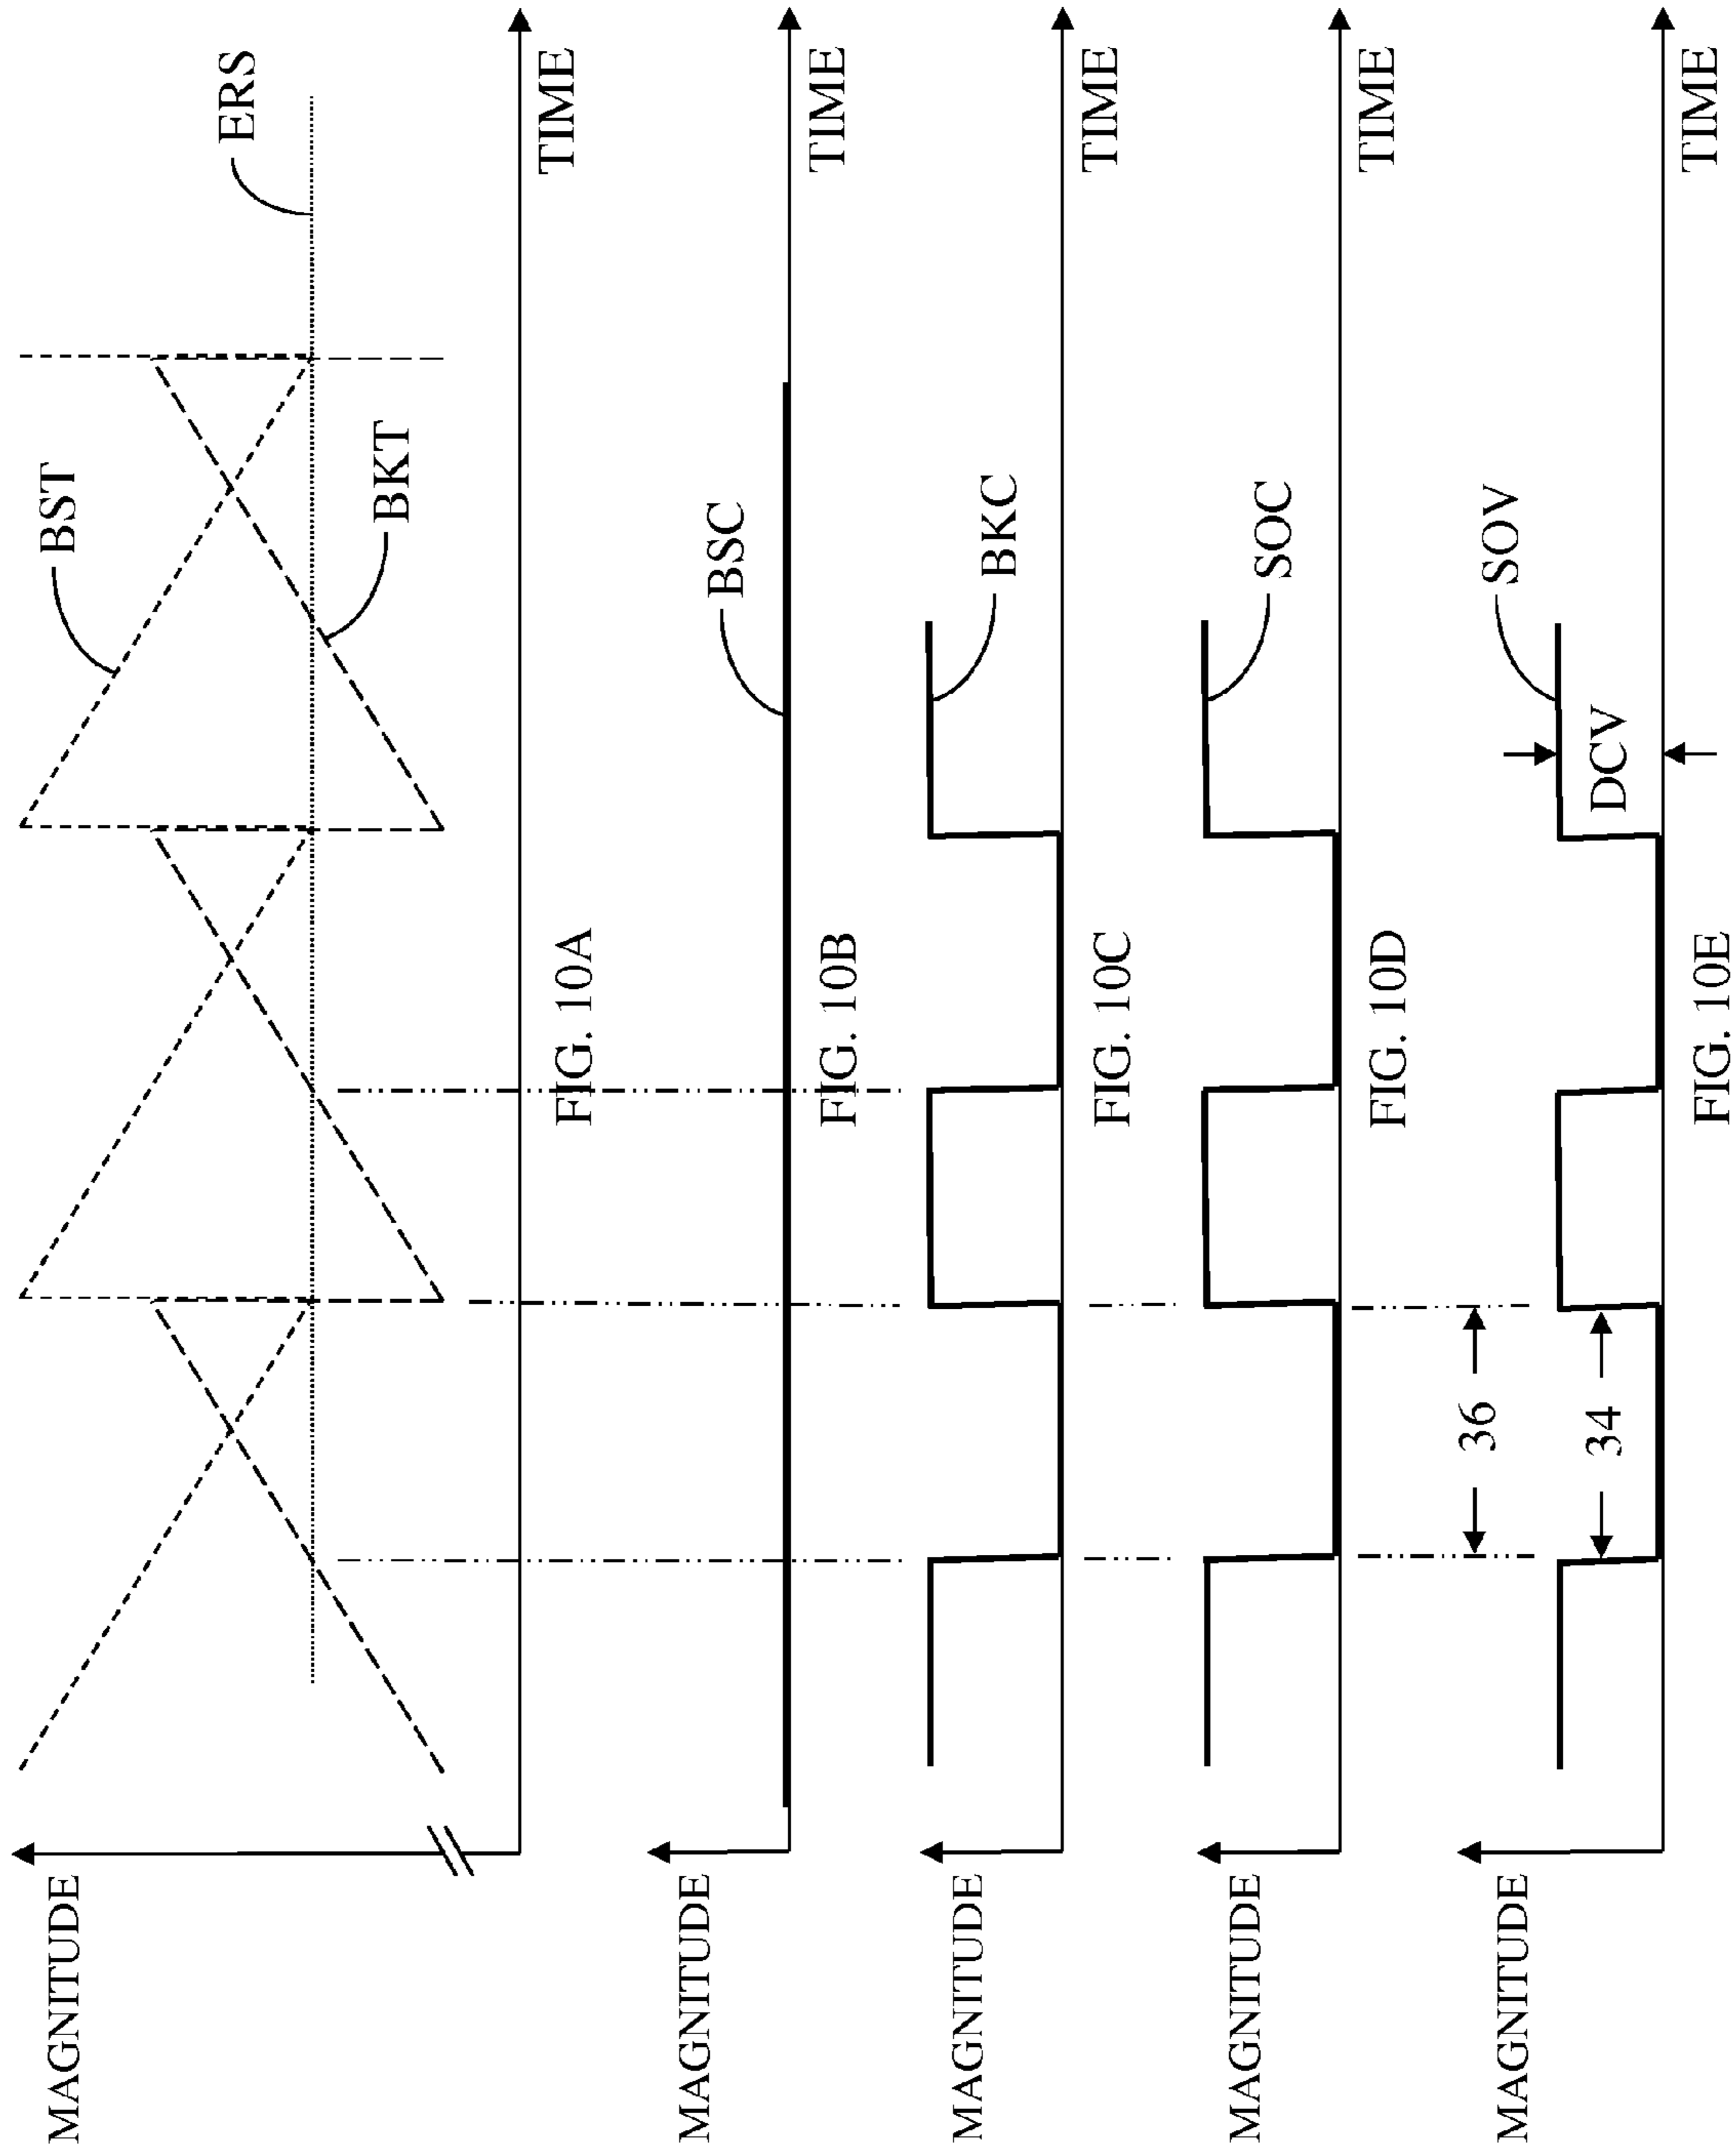 MAGNITUDE
BST
ERS
BKT
TIME
FIG. 10A
MAGNITUDE
BSC
TIME
FIG. 10B
MAGNITUDE
BKC
TIME
FIG. 10C
MAGNITUDE
SOC
TIME
FIG. 10D
MAGNITUDE
36
34
SOV
DCV
TIME
FIG. 10E